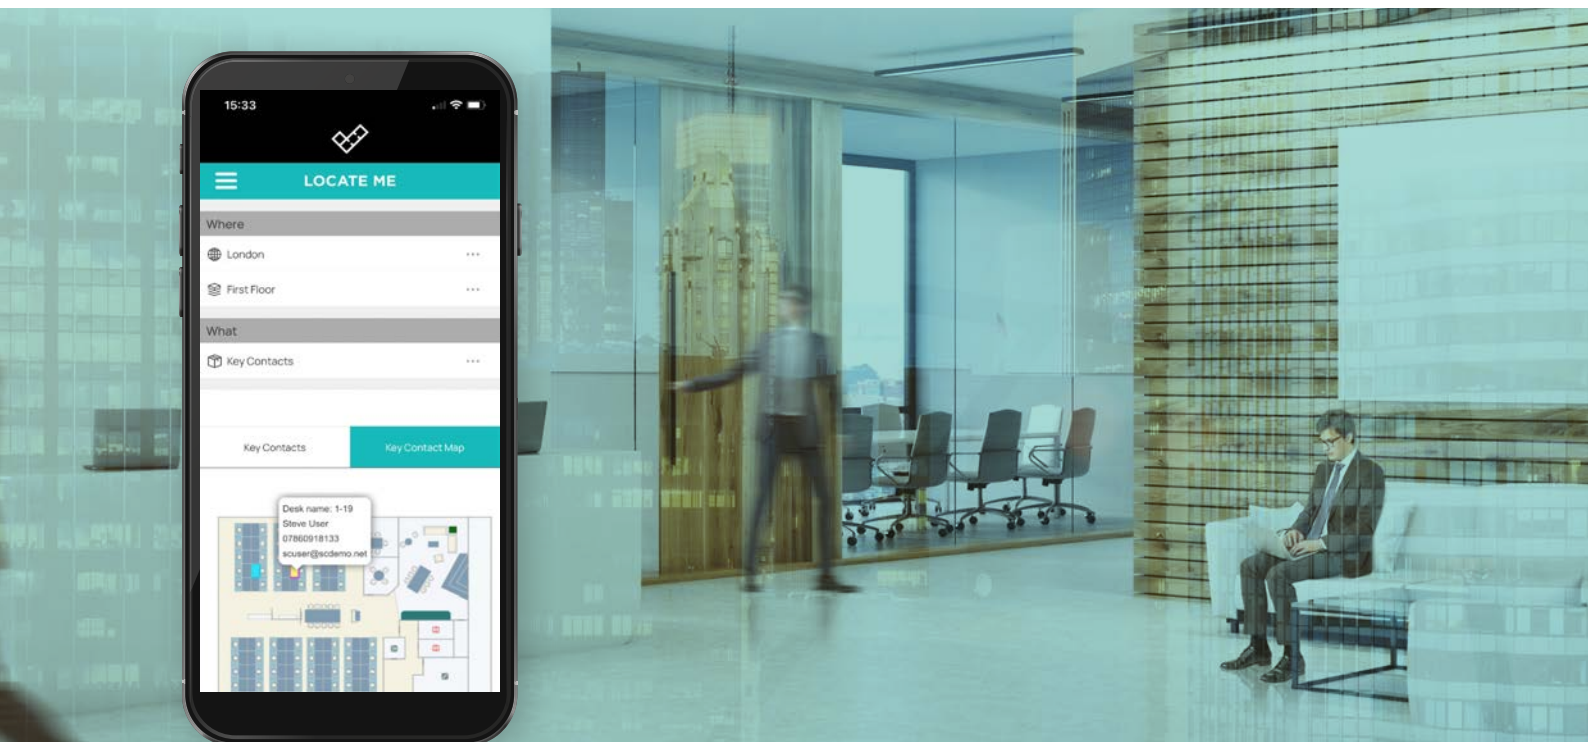 15:33
LOCATE ME
Where
London
First Floor
What
Key Contacts
Key Contacts
Key Contact Map
Desk name: 1-19
Steve User
07860918133
scuser@scdemo.net